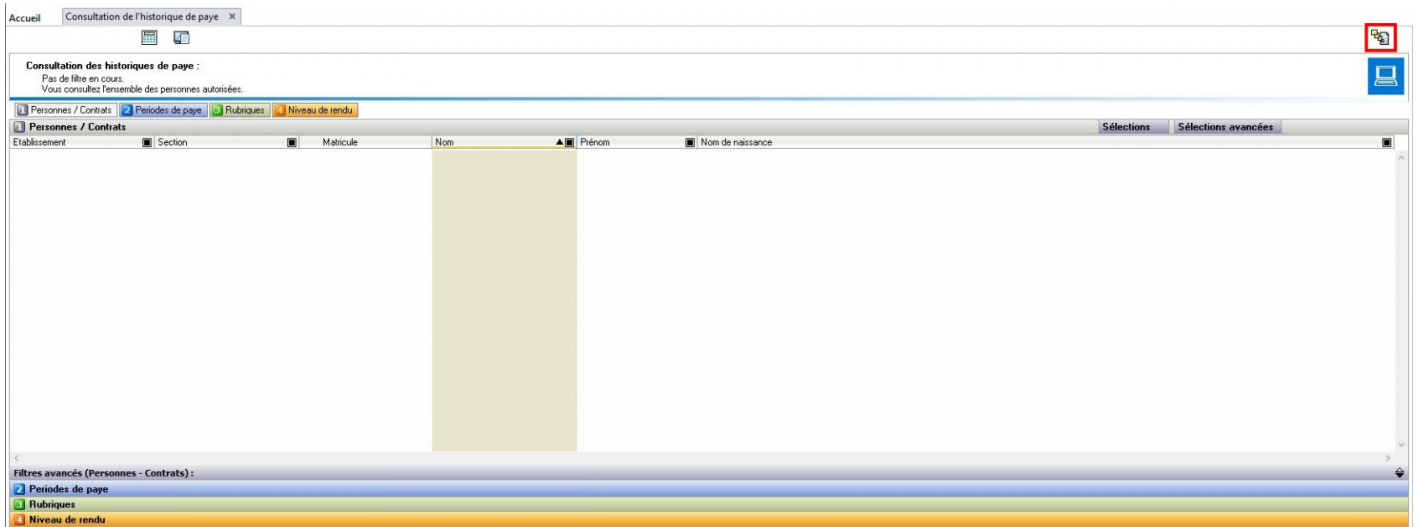 Accueil
Consultation de l'historique de paye ×
Consultation des historiques de paye :
Pas de filtre en cours.
Vous consultez l'ensemble des personnes autorisées.
1 Personnes / Contrats 2 Periodes de paye 3 Rubriques 4 Niveau de rendu
1 Personnes / Contrats Sélections Sélections avancées
Etablissement Section Matricule Nom Prénom Nom de naissance
Filtres avancés (Personnes - Contrats) :
2 Periodes de paye
3 Rubriques
4 Niveau de rendu